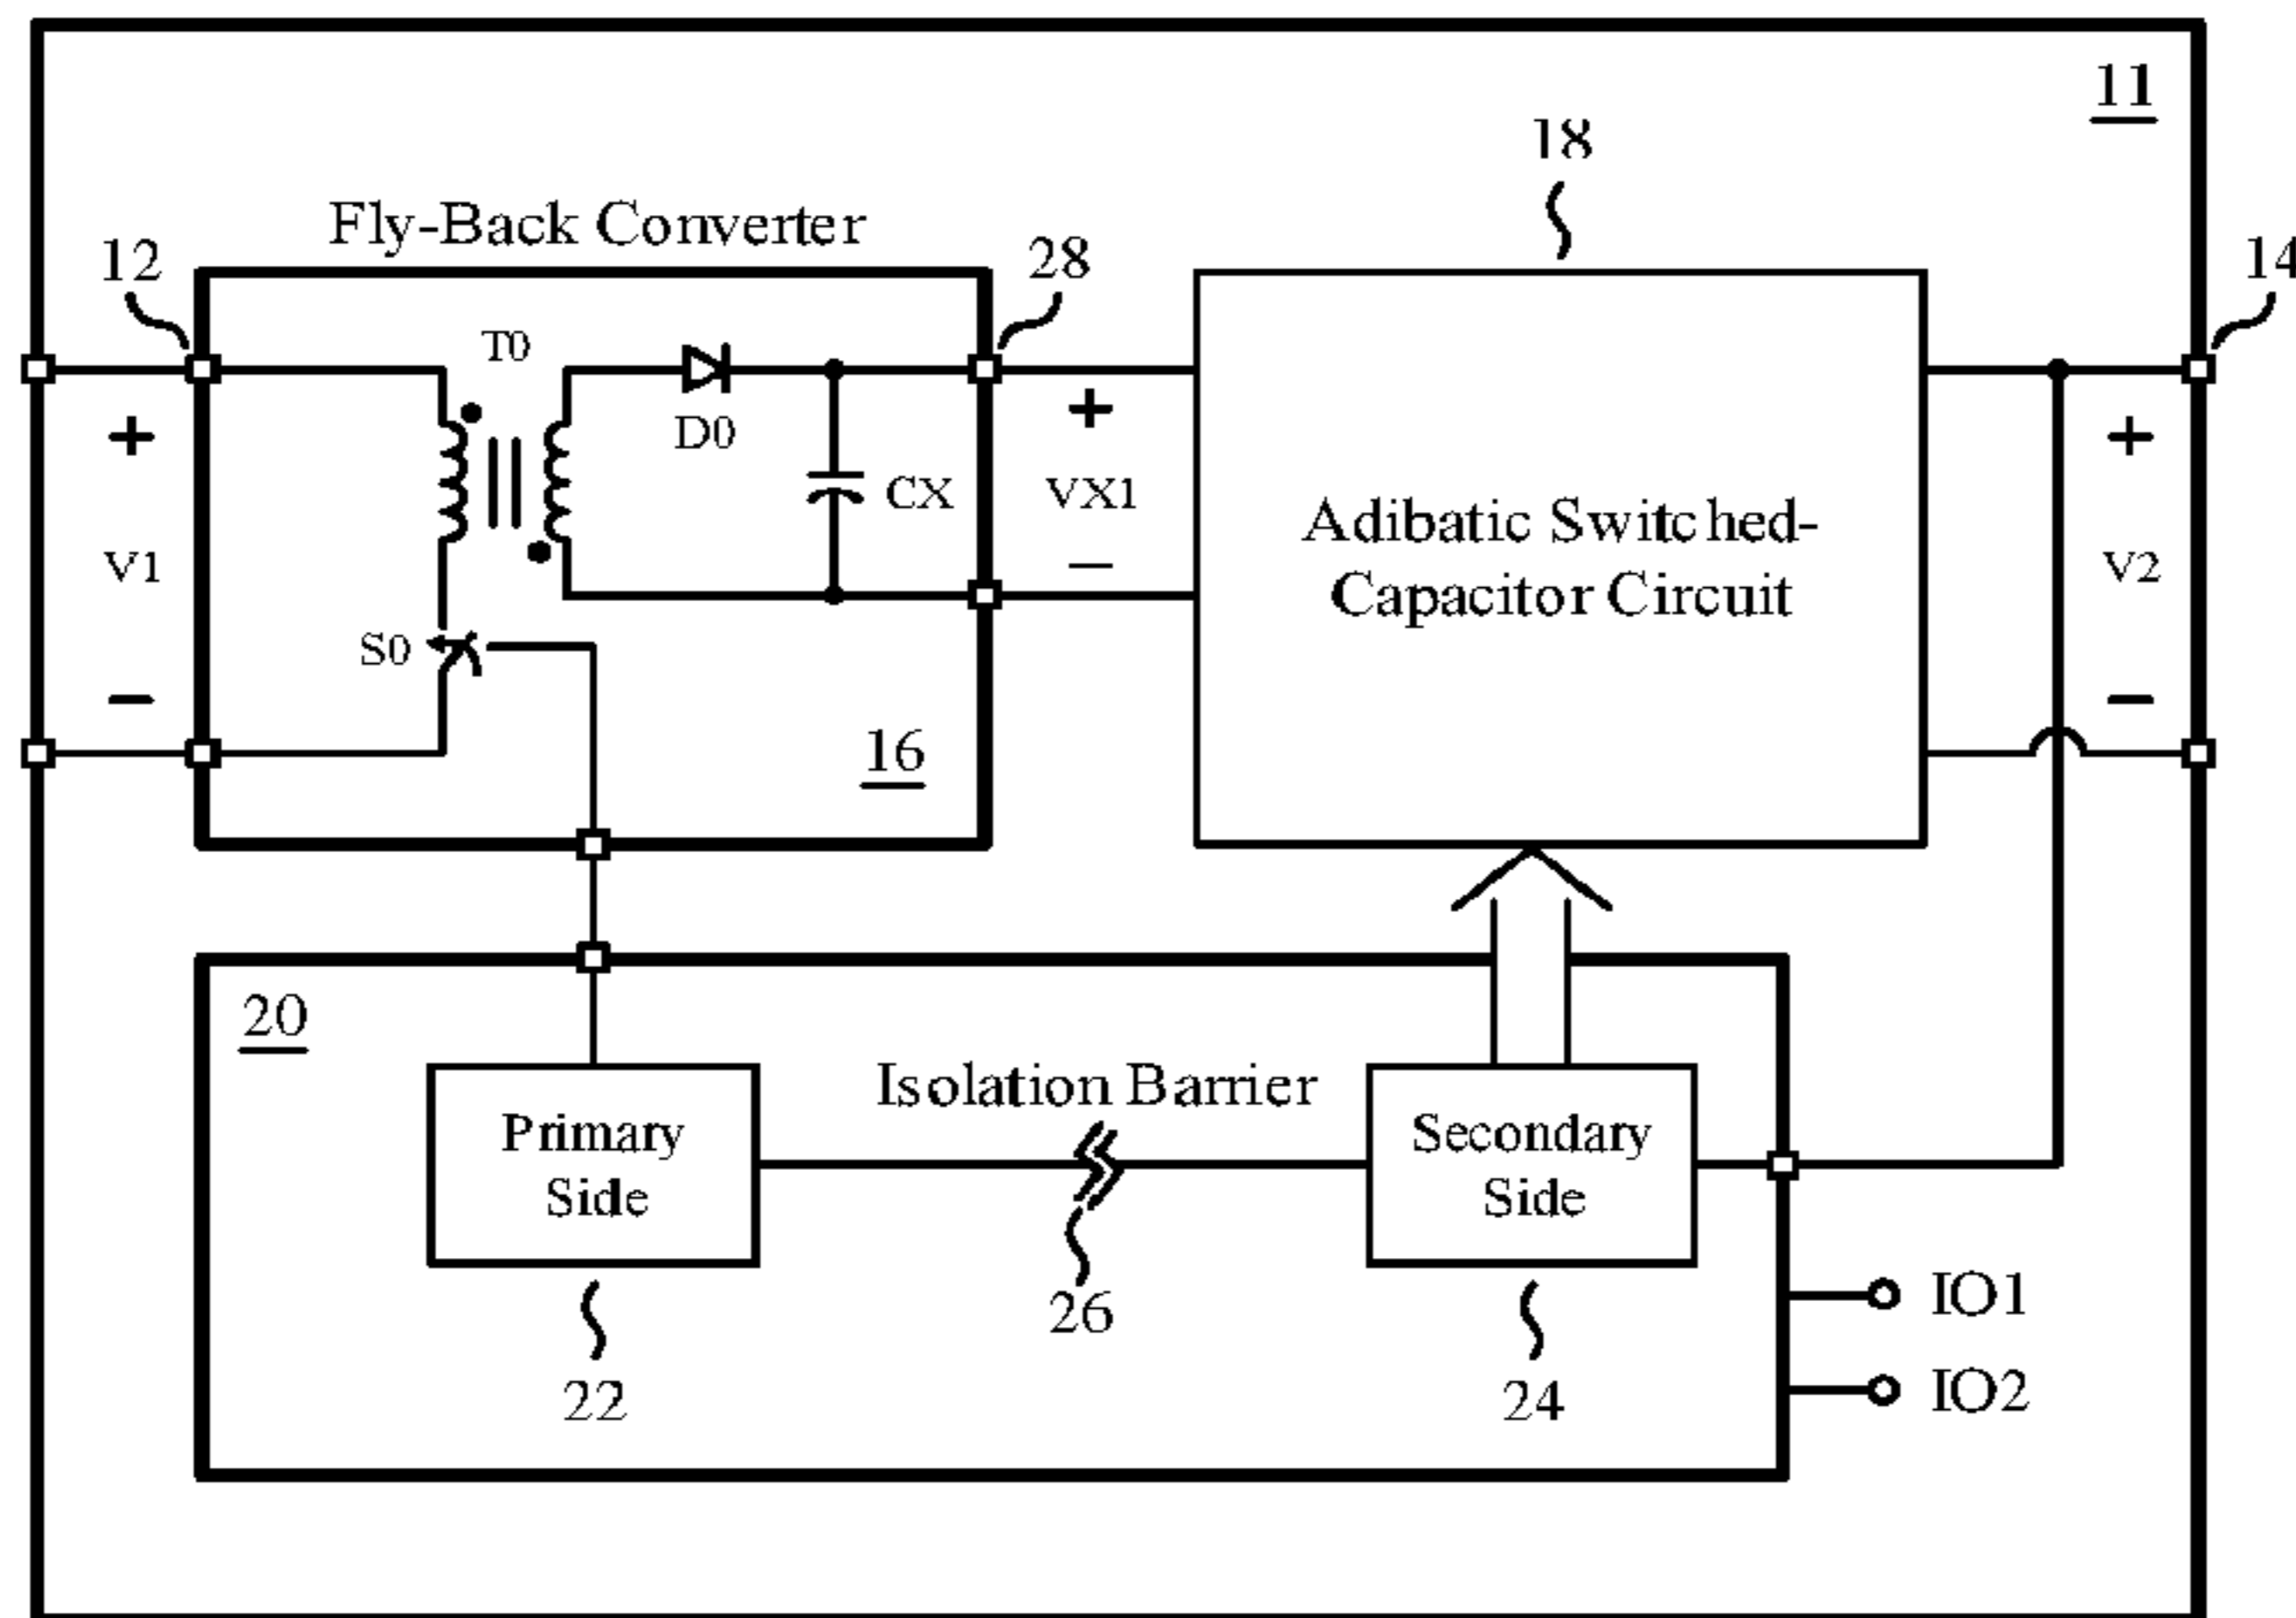 11
18
Fly-Back Converter
12
28
14
T0
D0
+
V1
–
CX
+
VX1
–
Adibatic Switched-
Capacitor Circuit
+
V2
–
S0
16
20
Isolation Barrier
Primary
Side
Secondary
Side
26
22
24
IO1
IO2